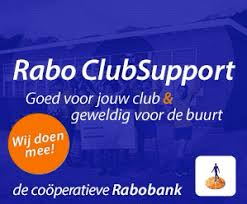 Rabo ClubSupport
Goed voor jouw club &
geweldig voor de buurt
Wij doen
mee!
de coöperatieve Rabobank